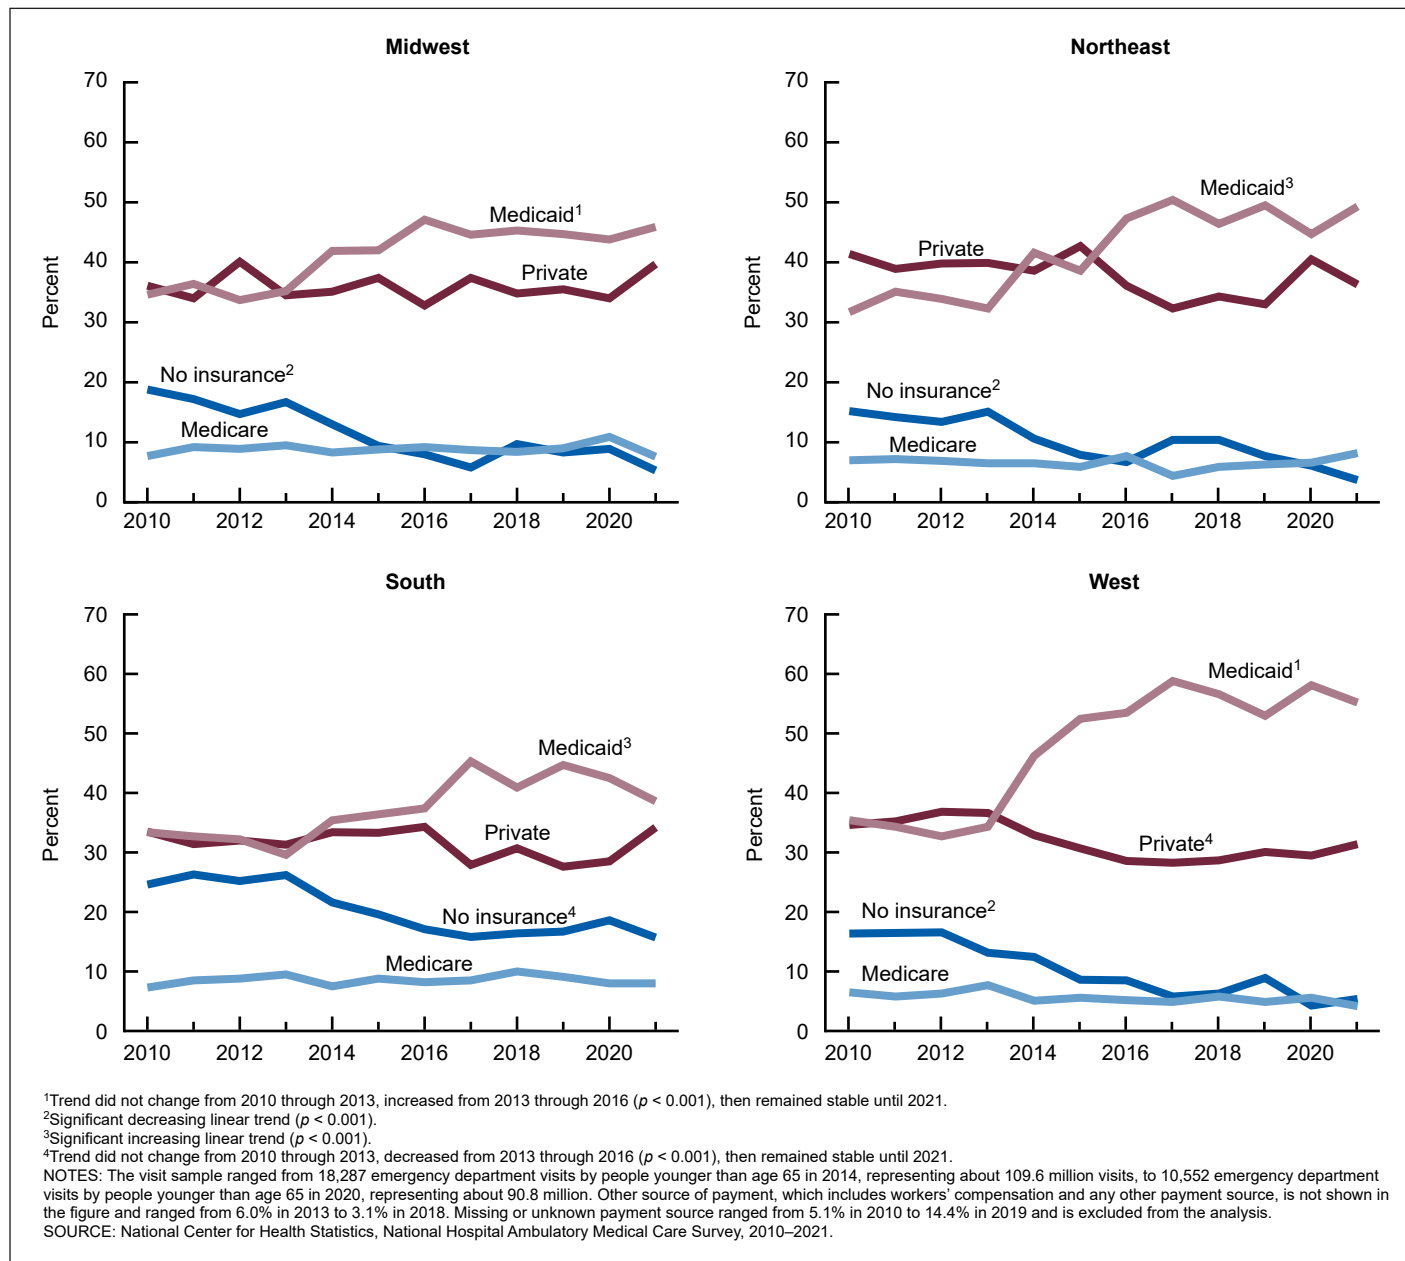 Midwest
70
60
50
40
30
20
10
0
Percent
Medicaid1
Private
No insurance2
Medicare
2010 2012 2014 2016 2018 2020
Northeast
70
60
50
40
30
20
10
0
Percent
Medicaid3
Private
No insurance2
Medicare
2010 2012 2014 2016 2018 2020
South
70
60
50
40
30
20
10
0
Percent
Medicaid3
Private
No insurance4
Medicare
2010 2012 2014 2016 2018 2020
West
70
60
50
40
30
20
10
0
Percent
Medicaid1
Private4
No insurance2
Medicare
2010 2012 2014 2016 2018 2020
1Trend did not change from 2010 through 2013, increased from 2013 through 2016 (p < 0.001), then remained stable until 2021.
2Significant decreasing linear trend (p < 0.001).
3Significant increasing linear trend (p < 0.001).
4Trend did not change from 2010 through 2013, decreased from 2013 through 2016 (p < 0.001), then remained stable until 2021.
NOTES: The visit sample ranged from 18,287 emergency department visits by people younger than age 65 in 2014, representing about 109.6 million visits, to 10,552 emergency department
visits by people younger than age 65 in 2020, representing about 90.8 million. Other source of payment, which includes workers' compensation and any other payment source, is not shown in
the figure and ranged from 6.0% in 2013 to 3.1% in 2018. Missing or unknown payment source ranged from 5.1% in 2010 to 14.4% in 2019 and is excluded from the analysis.
SOURCE: National Center for Health Statistics, National Hospital Ambulatory Medical Care Survey, 2010–2021.